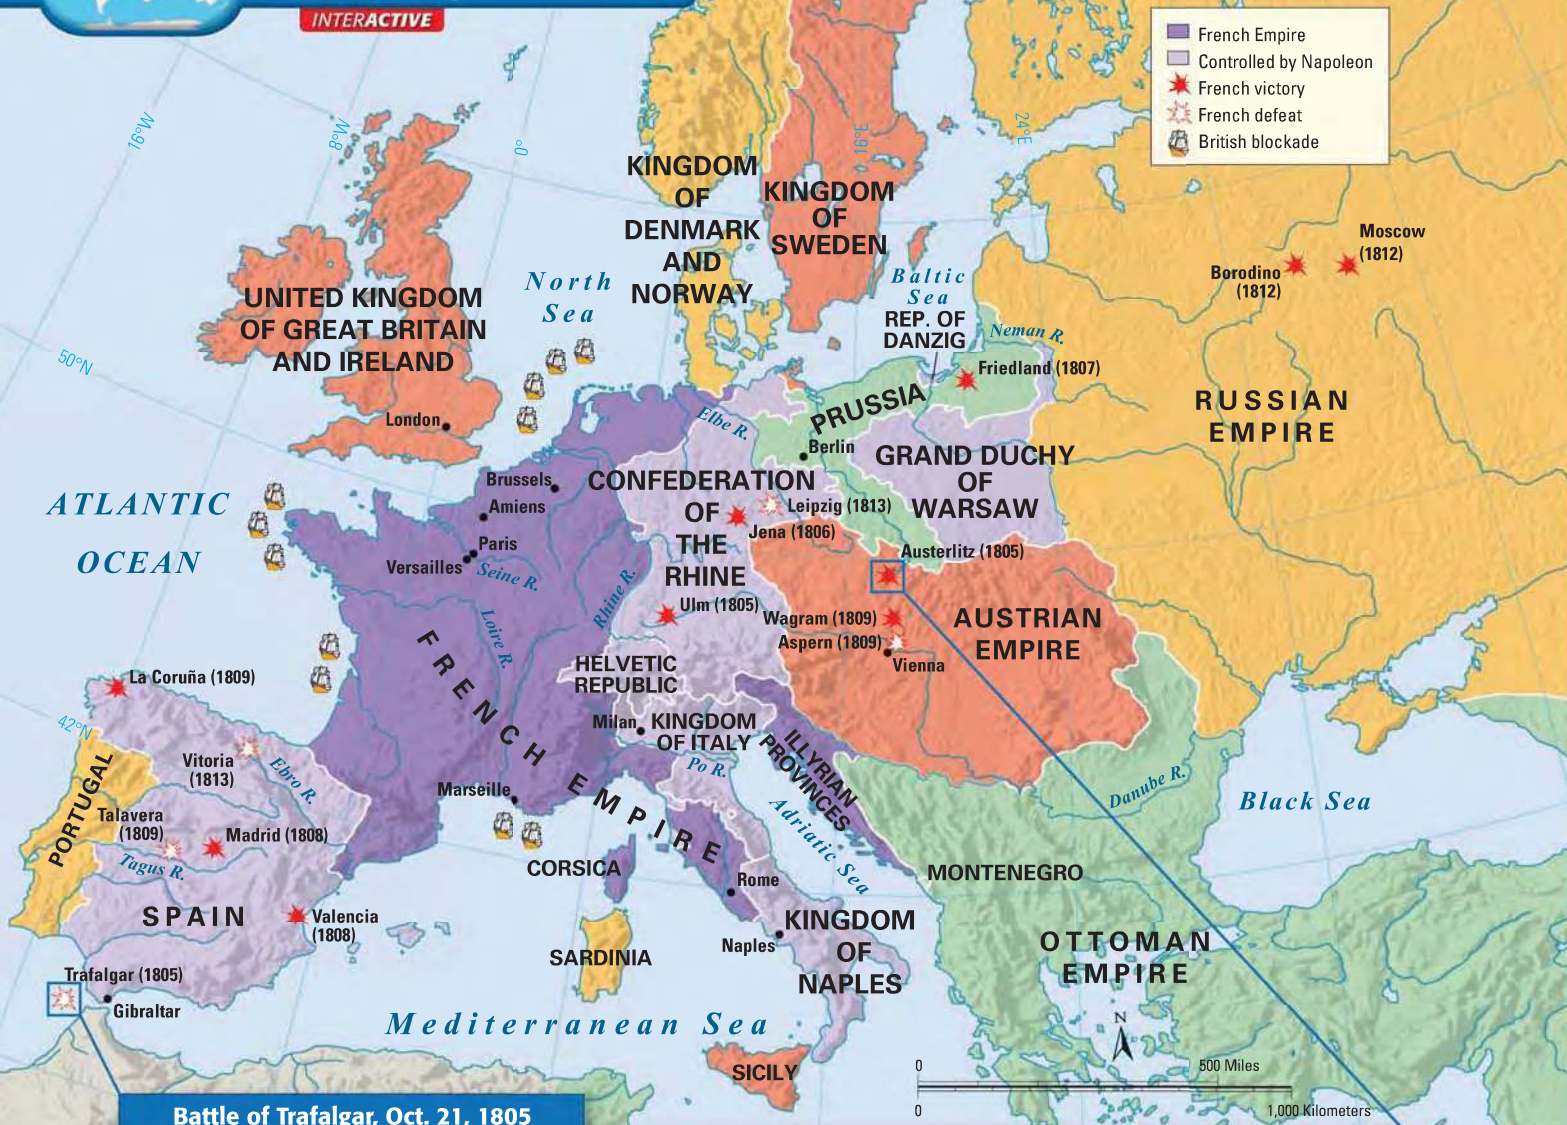 INTERACTIVE
French Empire
Controlled by Napoleon
French victory
French defeat
British blockade
16°W
8°W
0°
16°E
24°E
50°N
42°N
KINGDOM
OF
DENMARK
AND
NORWAY
KINGDOM
OF
SWEDEN
Moscow
(1812)
Borodino
(1812)
North
Sea
Baltic
Sea
REP. OF
DANZIG
Neman R.
Friedland (1807)
UNITED KINGDOM
OF GREAT BRITAIN
AND IRELAND
London
RUSSIAN
EMPIRE
PRUSSIA
Elbe R.
Berlin
GRAND DUCHY
OF
WARSAW
CONFEDERATION
OF
THE
RHINE
Leipzig (1813)
Jena (1806)
Brussels
Amiens
Paris
Versailles
Seine R.
Loire R.
Rhine R.
ATLANTIC
OCEAN
Austerlitz (1805)
Ulm (1805)
Wagram (1809)
Aspern (1809)
Vienna
AUSTRIAN
EMPIRE
HELVETIC
REPUBLIC
Milan
KINGDOM
OF ITALY
Po R.
ILLYRIAN
PROVINCES
FRENCH EMPIRE
La Coruña (1809)
Vitoria
(1813)
Ebro R.
PORTUGAL
Talavera
(1809)
Madrid (1808)
Tagus R.
SPAIN
Valencia
(1808)
Marseille
CORSICA
Adriatic Sea
Rome
Naples
KINGDOM
OF
NAPLES
SARDINIA
MONTENEGRO
Danube R.
Black Sea
OTTOMAN
EMPIRE
Trafalgar (1805)
Gibraltar
Mediterranean Sea
SICILY
N
0
500 Miles
0
1,000 Kilometers
Battle of Trafalgar, Oct. 21, 1805